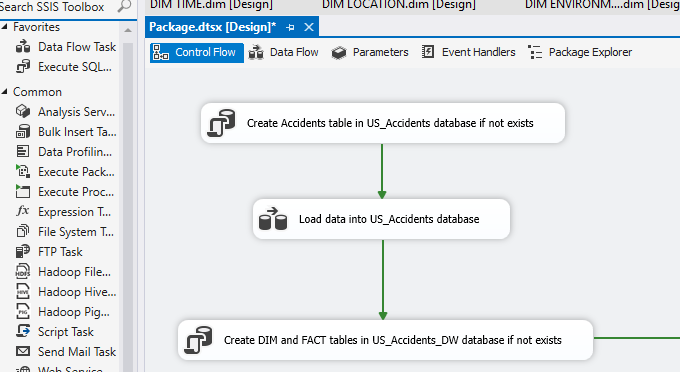 Search SSIS Toolbox
DIM TIME.dim [Design]
DIM LOCATION.dim [Design]
DIM ENVIRONM....dim [Desig
Package.dtsx [Design]*
Favorites
Data Flow Task
Execute SQL...
Common
Analysis Serv...
Bulk Insert Ta...
Data Profilin...
Execute Pack...
Execute Proc...
Expression T...
File System T...
FTP Task
Hadoop File...
Hadoop Hive...
Hadoop Pig...
Script Task
Send Mail Task
Web Service
Control Flow
Data Flow
Parameters
Event Handlers
Package Explorer
Create Accidents table in US_Accidents database if not exists
Load data into US_Accidents database
Create DIM and FACT tables in US_Accidents_DW database if not exists